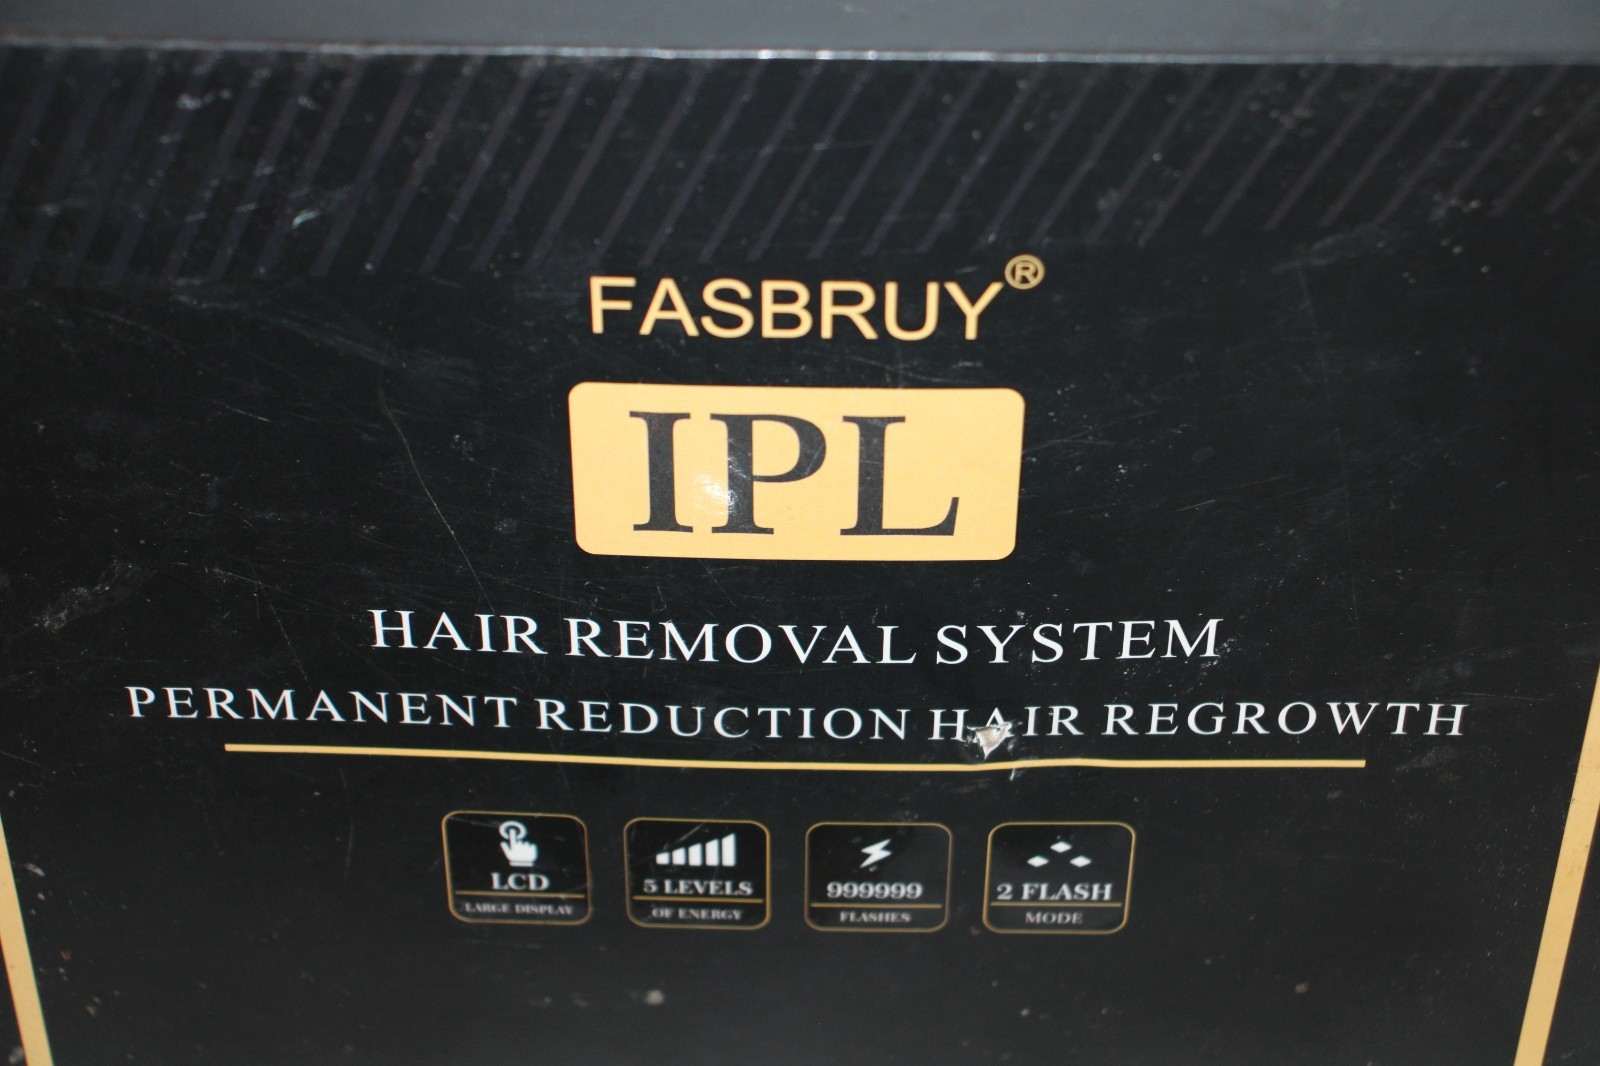 FASBRUY®
IPL
HAIR REMOVAL SYSTEM
PERMANENT REDUCTION HAIR REGROWTH
LCD
LARGE DISPLAY
5 LEVELS
OF ENERGY
999999
FLASHES
2 FLASH
MODE